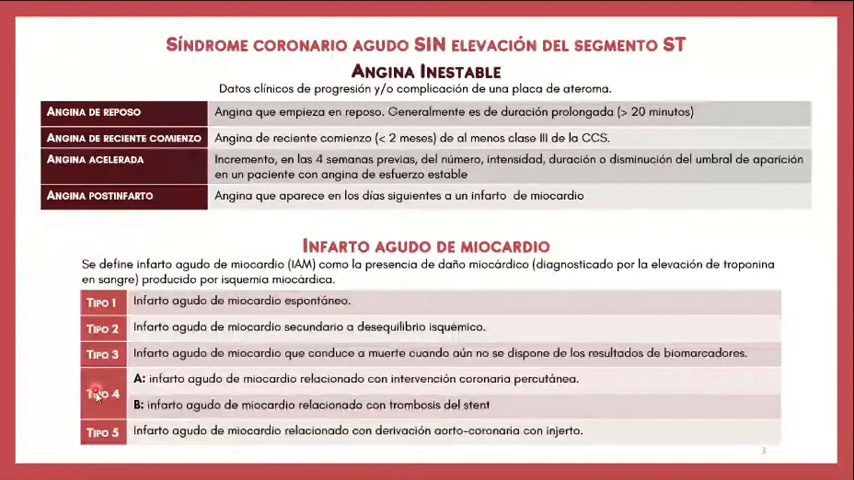 SÍNDROME CORONARIO AGUDO SIN ELEVACIÓN DEL SEGMENTO ST
ANGINA INESTABLE
Datos clínicos de progresión y/o complicación de una placa de ateroma.
ANGINA DE REPOSO
Angina que empieza en reposo. Generalmente es de duración prolongada (> 20 minutos)
ANGINA DE RECIENTE COMIENZO
Angina de reciente comienzo (< 2 meses) de al menos clase III de la CCS.
ANGINA ACELERADA
Incremento, en las 4 semanas previas, del número, intensidad, duración o disminución del umbral de aparición
en un paciente con angina de esfuerzo estable
ANGINA POSTINFARTO
Angina que aparece en los días siguientes a un infarto de miocardio
INFARTO AGUDO DE MIOCARDIO
Se define infarto agudo de miocardio (IAM) como la presencia de daño miocárdico (diagnosticado por la elevación de troponina
en sangre) producido por isquemia miocárdica.
TIPO 1
Infarto agudo de miocardio espontáneo.
TIPO 2
Infarto agudo de miocardio secundario a desequilibrio isquémico.
TIPO 3
Infarto agudo de miocardio que conduce a muerte cuando aún no se dispone de los resultados de biomarcadores.
TIPO 4
A: infarto agudo de miocardio relacionado con intervención coronaria percutánea.
B: infarto agudo de miocardio relacionado con trombosis del stent
TIPO 5
Infarto agudo de miocardio relacionado con derivación aorto-coronaria con injerto.
3